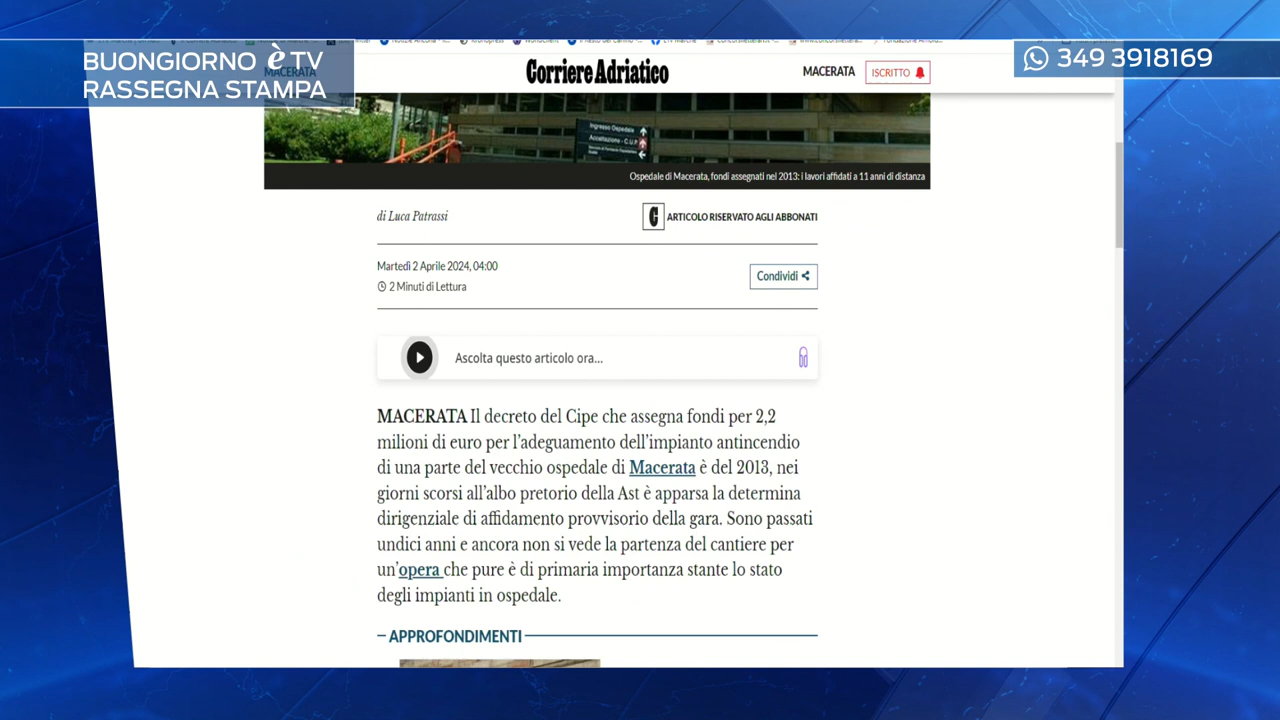 BUONGIORNO è TV
RASSEGNA STAMPA
349 3918169
MACERATA
Corriere Adriatico
MACERATA
ISCRITTO
Ingresso Ospedale
Accettazione - C.U.P.
Ospedale di Macerata, fondi assegnati nel 2013: i lavori affidati a 11 anni di distanza
di Luca Patrassi
ARTICOLO RISERVATO AGLI ABBONATI
Martedì 2 Aprile 2024, 04:00
Condividi
2 Minuti di Lettura
Ascolta questo articolo ora...
MACERATA Il decreto del Cipe che assegna fondi per 2,2
milioni di euro per l'adeguamento dell'impianto antincendio
di una parte del vecchio ospedale di Macerata è del 2013, nei
giorni scorsi all'albo pretorio della Ast è apparsa la determina
dirigenziale di affidamento provvisorio della gara. Sono passati
undici anni e ancora non si vede la partenza del cantiere per
un'opera che pure è di primaria importanza stante lo stato
degli impianti in ospedale.
APPROFONDIMENTI